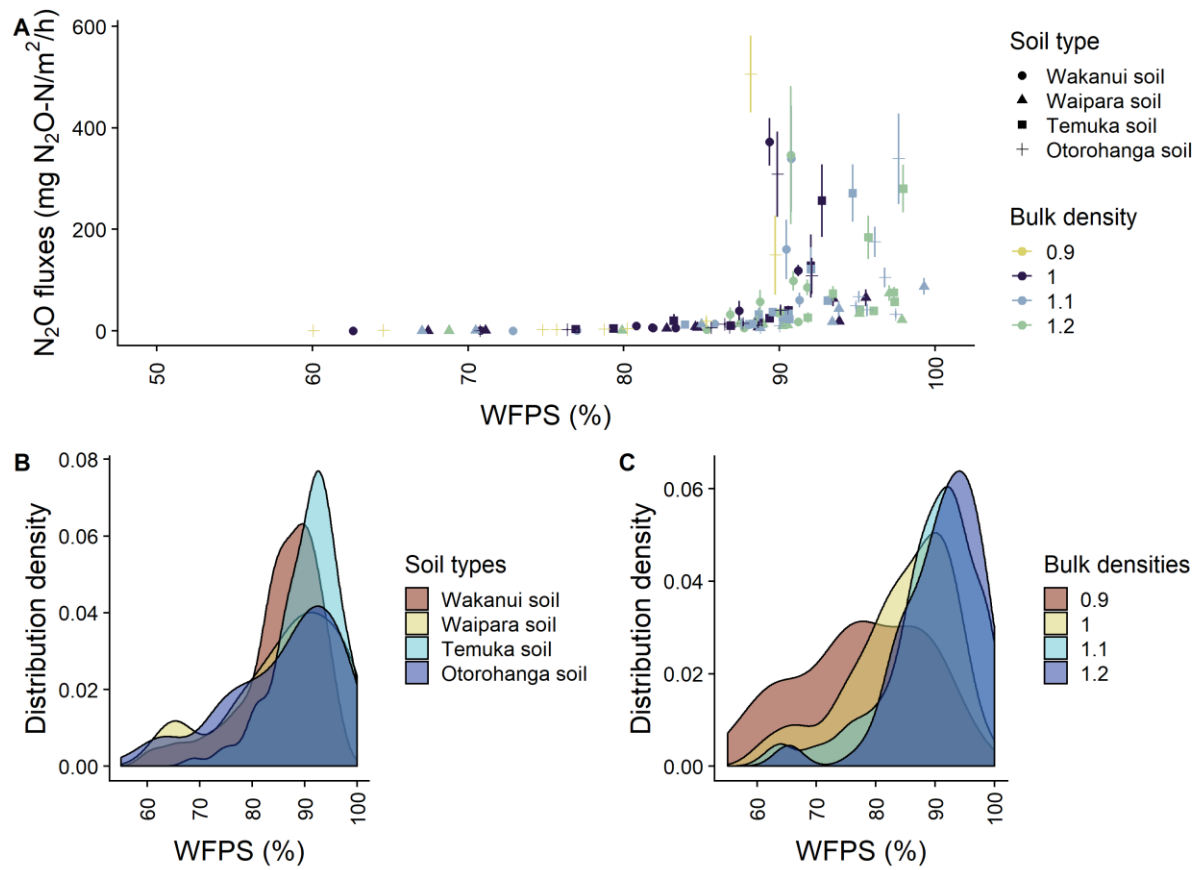 A
N₂O fluxes (mg N₂O-N/m²/h)
600
400
200
0
50
60
70
80
90
100
WFPS (%)
Soil type
Wakanui soil
Waipara soil
Temuka soil
Otorohanga soil
Bulk density
0.9
1
1.1
1.2
B
Distribution density
0.08
0.06
0.04
0.02
0.00
60
70
80
90
100
WFPS (%)
Soil types
Wakanui soil
Waipara soil
Temuka soil
Otorohanga soil
C
Distribution density
0.06
0.04
0.02
0.00
60
70
80
90
100
WFPS (%)
Bulk densities
0.9
1
1.1
1.2